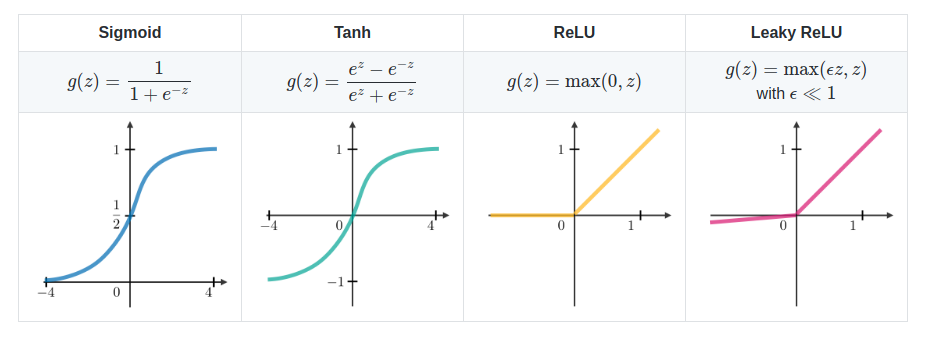 Sigmoid
Tanh
ReLU
Leaky ReLU
g(z) = 1 / (1 + e^{-z})
g(z) = (e^z − e^{-z}) / (e^z + e^{-z})
g(z) = max(0, z)
g(z) = max(ϵz, z)
with ϵ ≪ 1
1
1/2
−4
0
4
1
−4
0
4
−1
1
0
1
1
0
1